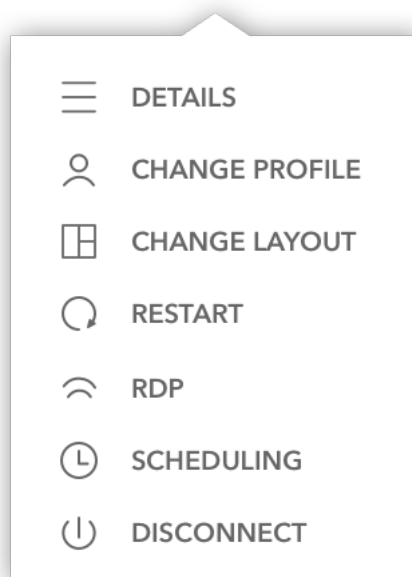 DETAILS
CHANGE PROFILE
CHANGE LAYOUT
RESTART
RDP
SCHEDULING
DISCONNECT